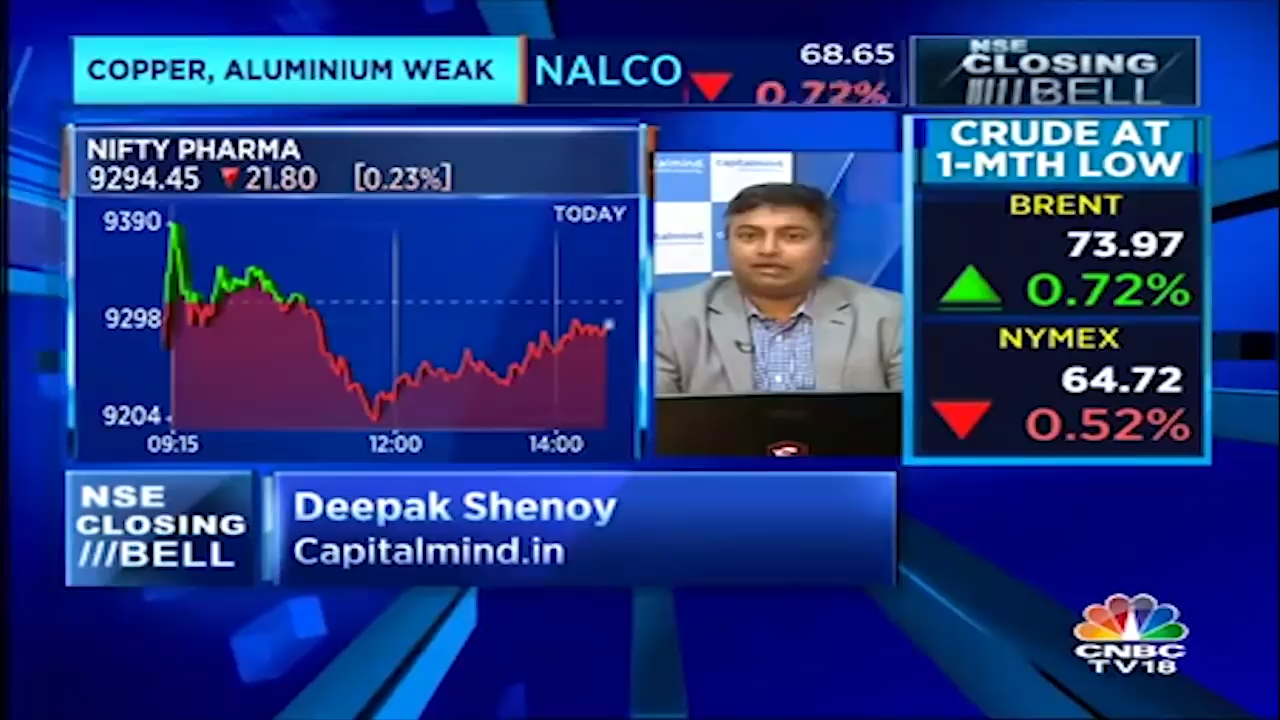 COPPER, ALUMINIUM WEAK
NALCO
68.65
0.72%
NSE
CLOSING
BELL
NIFTY PHARMA
9294.45 21.80 [0.23%]
TODAY
9390
9298
9204
09:15 12:00 14:00
capitalmind.
CRUDE AT
1-MTH LOW
BRENT
73.97
0.72%
NYMEX
64.72
0.52%
NSE
CLOSING
///BELL
Deepak Shenoy
Capitalmind.in
CNBC
TV18